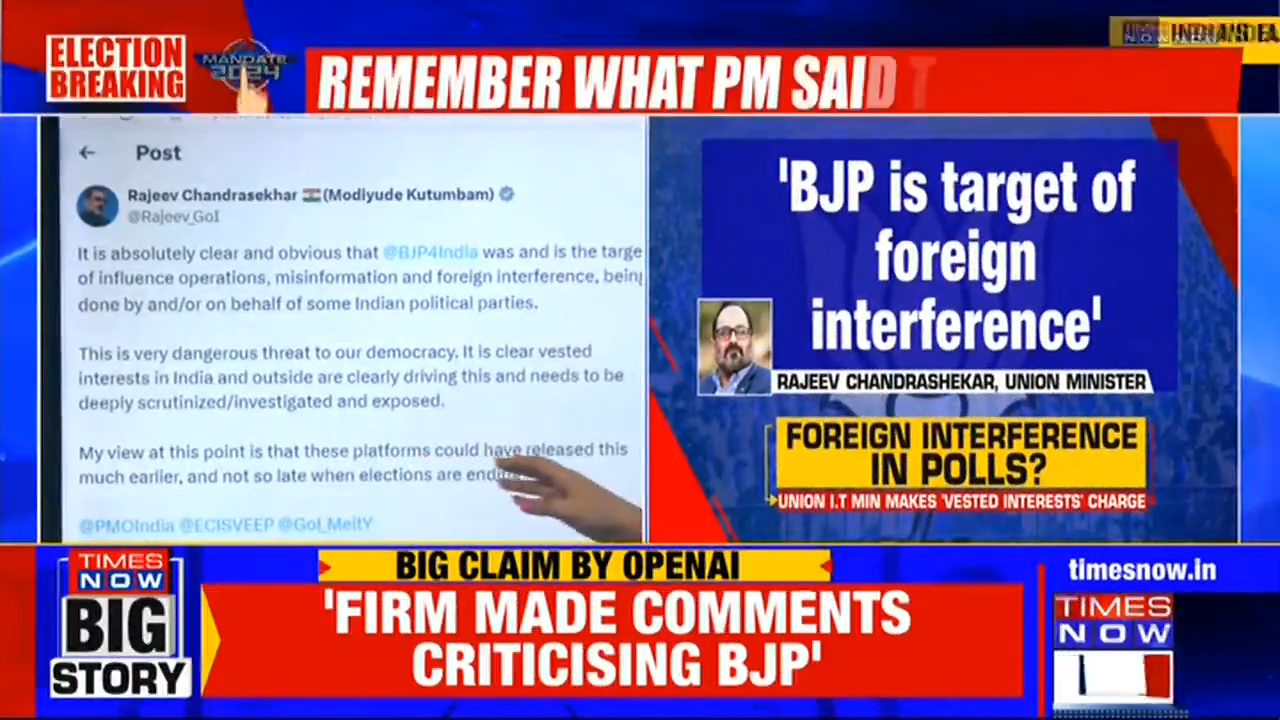 ELECTION
BREAKING
MANDATE
2024
REMEMBER WHAT PM SAID T
NOW
INDIA'S
← Post
Rajeev Chandrasekhar 🇮🇳(Modiyude Kutumbam)
@Rajeev_GoI
It is absolutely clear and obvious that @BJP4India was and is the targe
of influence operations, misinformation and foreign interference, being
done by and/or on behalf of some Indian political parties.
This is very dangerous threat to our democracy. It is clear vested
interests in India and outside are clearly driving this and needs to be
deeply scrutinized/investigated and exposed.
My view at this point is that these platforms could have released this
much earlier, and not so late when elections are
@PMOIndia @ECISVEEP @GoI_MeitY
'BJP is target of
foreign
interference'
RAJEEV CHANDRASHEKAR, UNION MINISTER
FOREIGN INTERFERENCE
IN POLLS?
UNION I.T MIN MAKES 'VESTED INTERESTS' CHARGE
TIMES
NOW
BIG
STORY
BIG CLAIM BY OPENAI
'FIRM MADE COMMENTS
CRITICISING BJP'
timesnow.in
TIMES
NOW